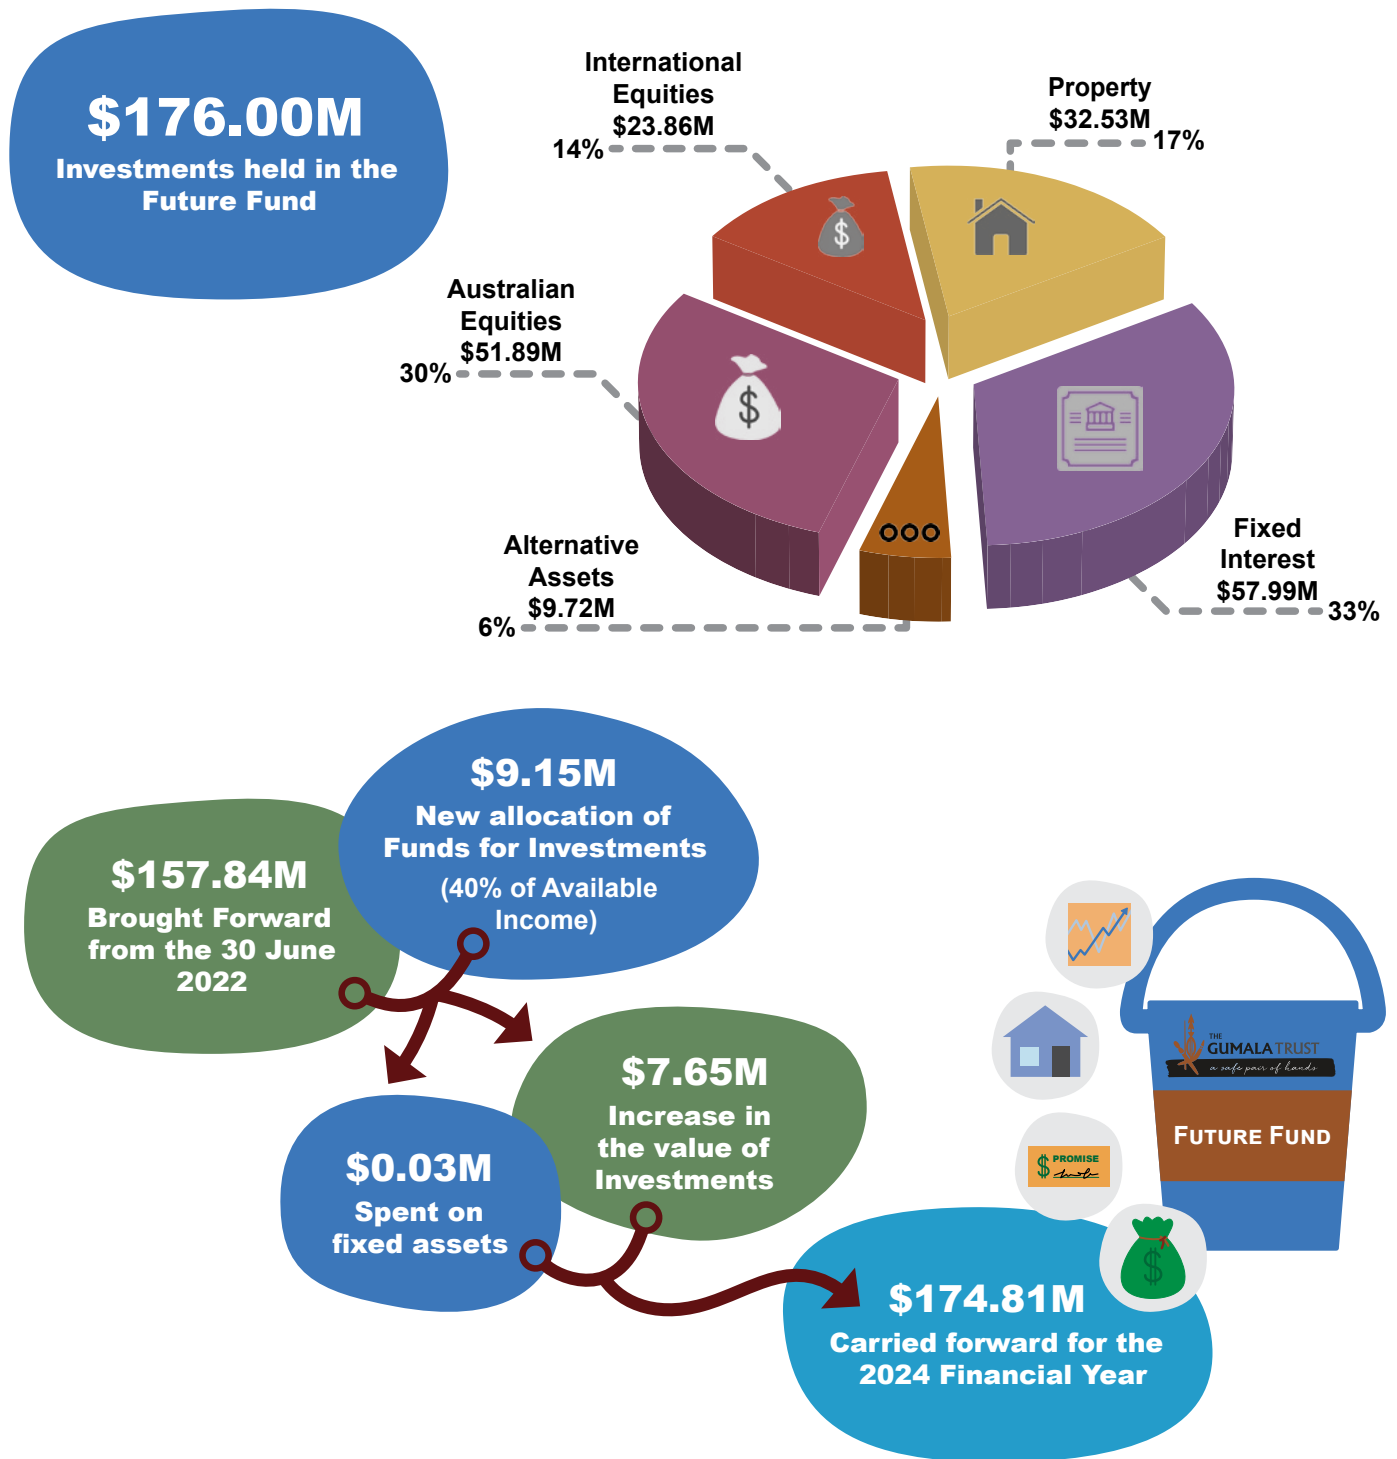 $176.00M
Investments held in the
Future Fund
International
Equities
$23.86M
14%
Property
$32.53M
17%
Australian
Equities
$51.89M
30%
Alternative
Assets
$9.72M
6%
Fixed
Interest
$57.99M
33%
$
$
$9.15M
New allocation of
Funds for Investments
(40% of Available
Income)
$157.84M
Brought Forward
from the 30 June
2022
$7.65M
Increase in
the value of
Investments
$0.03M
Spent on
fixed assets
THE
GUMALA TRUST
a safe pair of hands
FUTURE FUND
$ PROMISE
$
$174.81M
Carried forward for the
2024 Financial Year